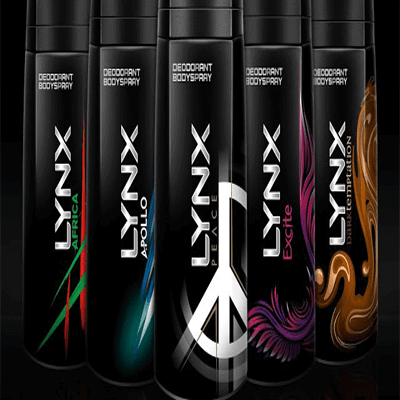 DEODORANT
BODYSPRAY
LYNX
AFRICA
DEODORANT
BODYSPRAY
LYNX
APOLLO
DEODORANT
BODYSPRAY
LYNX
PEACE
DEODORANT
BODYSPRAY
LYNX
Excite
DEODORANT
BODYSPRAY
LYNX
DARK temptation